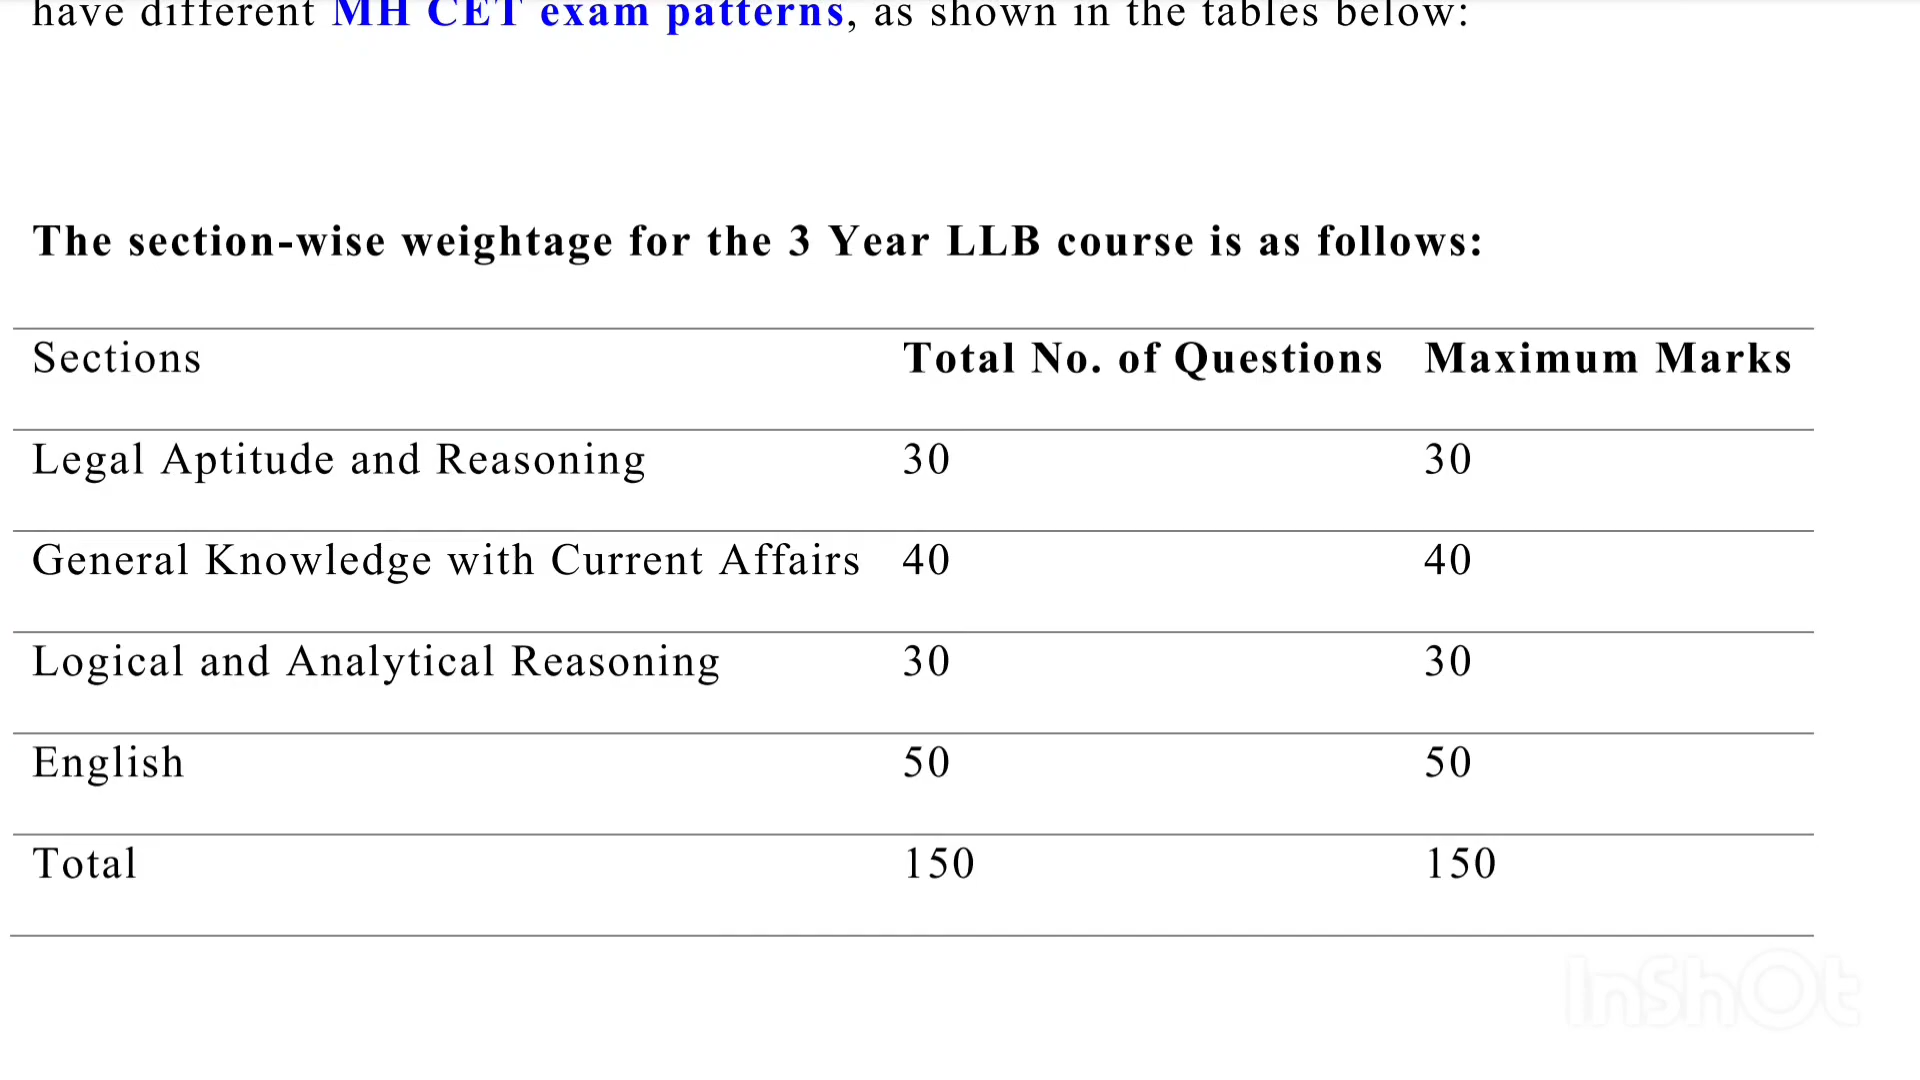 have different MH CET exam patterns, as shown in the tables below:
The section-wise weightage for the 3 Year LLB course is as follows:
Sections Total No. of Questions Maximum Marks
Legal Aptitude and Reasoning 30 30
General Knowledge with Current Affairs 40 40
Logical and Analytical Reasoning 30 30
English 50 50
Total 150 150
InShOt